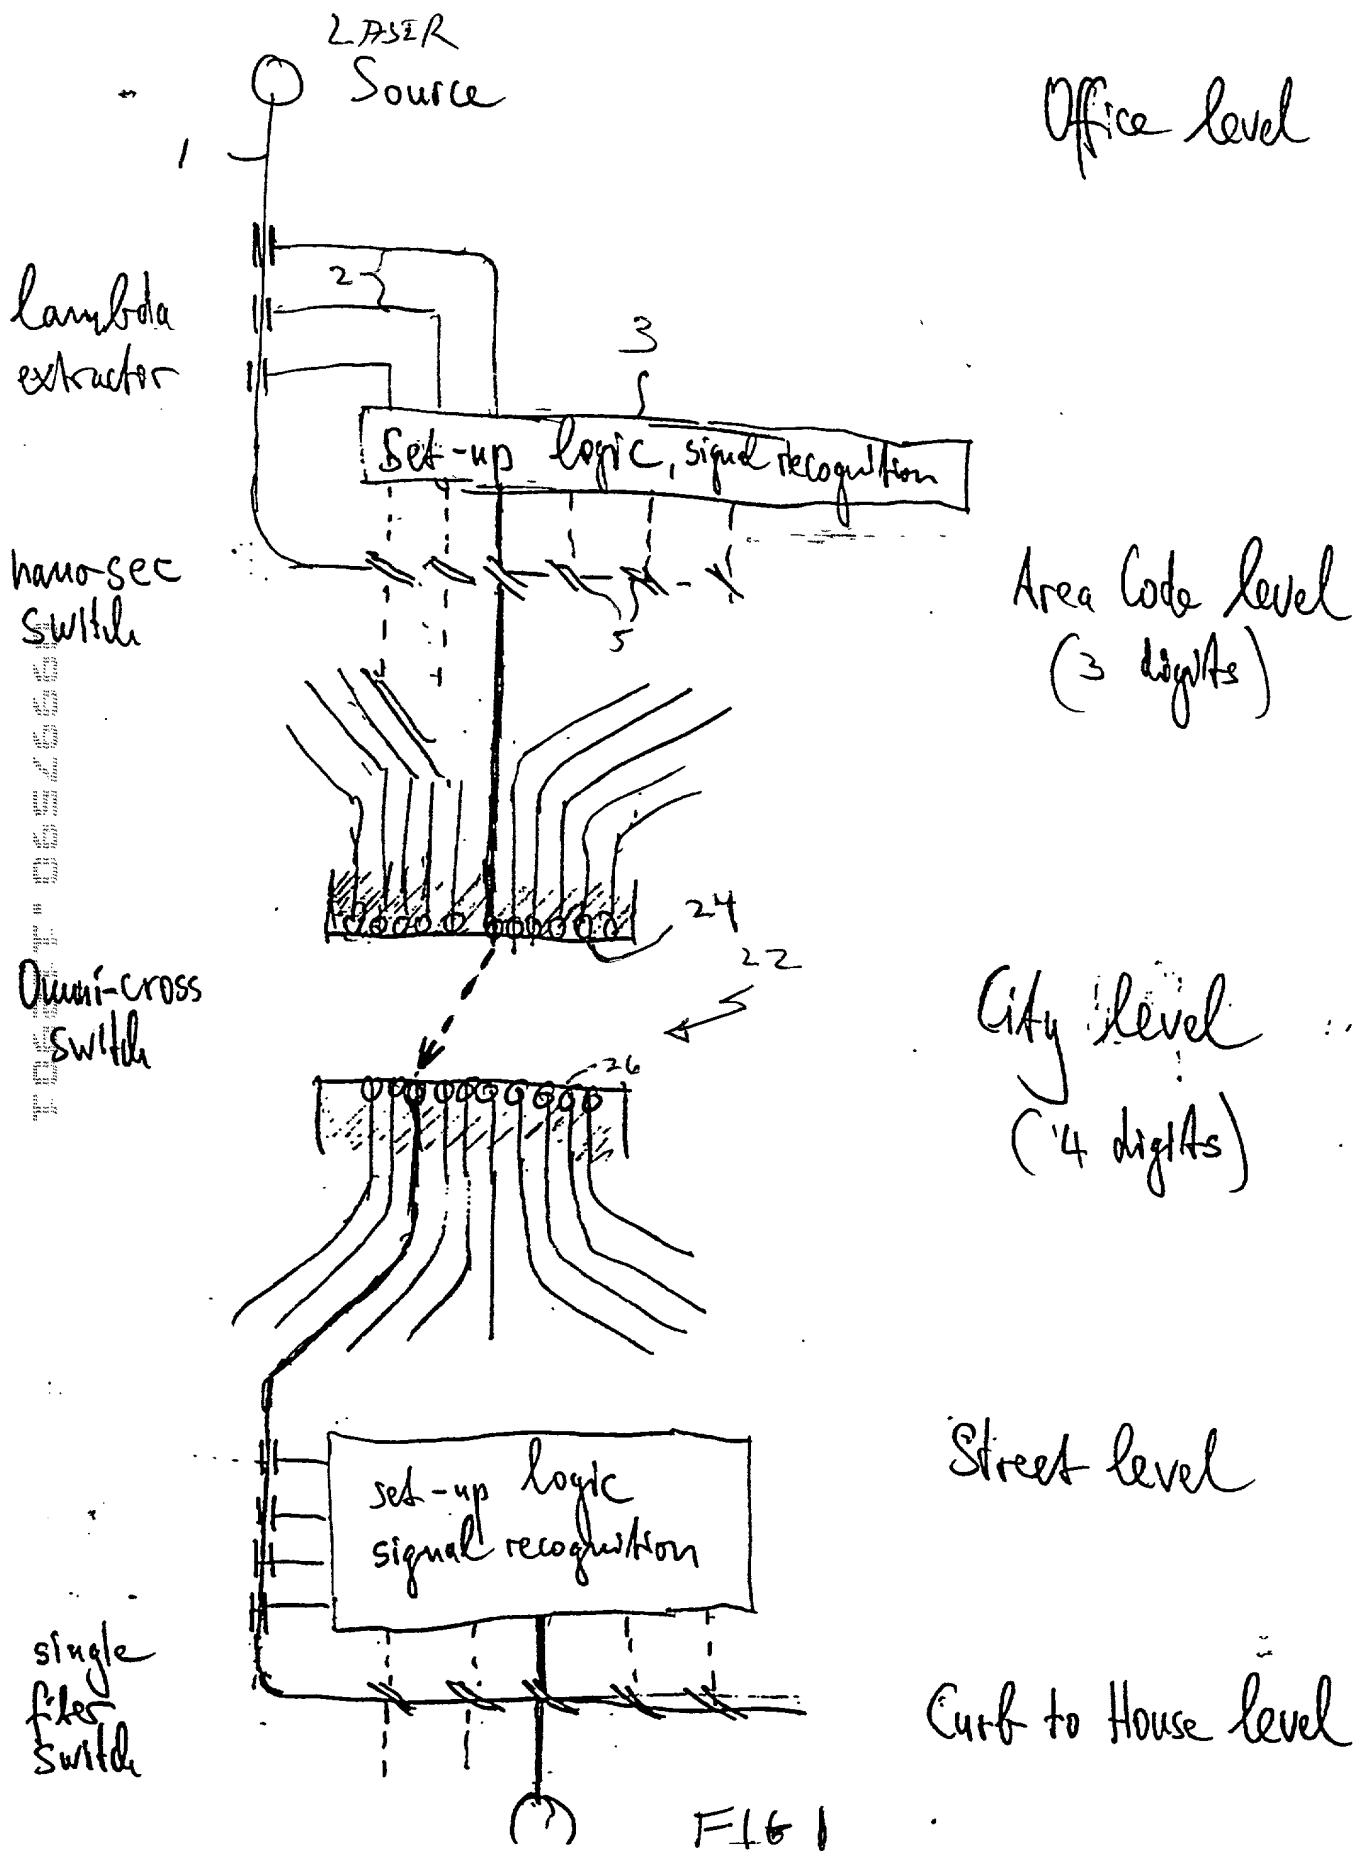 LASER
Source
Office level
1
2
lambda
extractor
3
Set-up logic, signal recognition
nano-sec
switch
5
Area Code level
(3 digits)
24
22
Omni-cross
switch
City level
26
(4 digits)
Street level
set-up logic
signal recognition
single
fiber
switch
Curb to House level
FIG 1